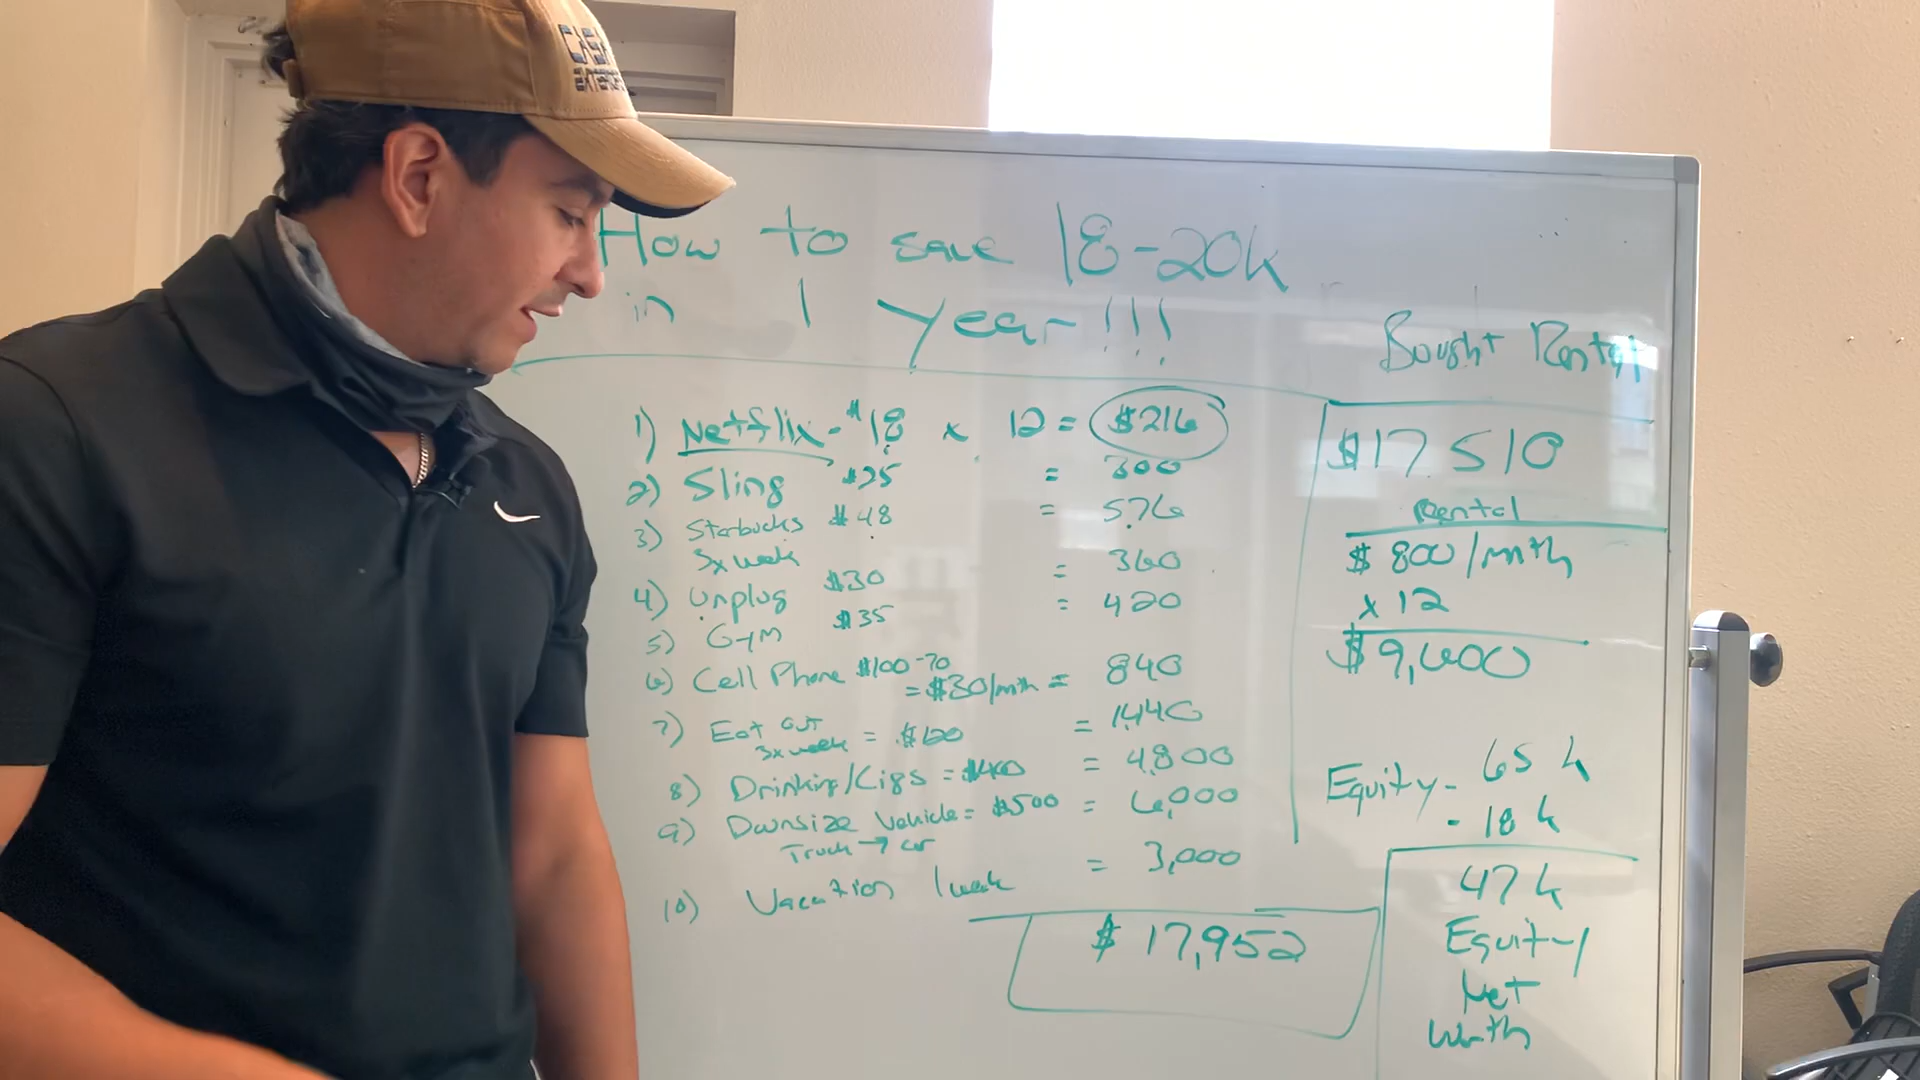 How to save 18-20k
in 1 year!!!
1) Netflix - $18 x 12 = $216
2) Sling $25 = 300
3) Starbucks $48 = 576
3x week
4) Unplug $30 = 360
5) Gym $35 = 420
6) Cell Phone $100-70
= $30/mth = 840
7) Eat out
3x week = $120 = 1440
8) Drinking/Cigs = $400 = 4,800
9) Downsize Vehicle = $500 = 6,000
Truck → car
10) Vacation 1 week = 3,000
$17,952
Bought Rental
$17,510
Rental
$800/mnth
x 12
$9,600
Equity - 65k
- 18k
47k
Equity
Net
Worth